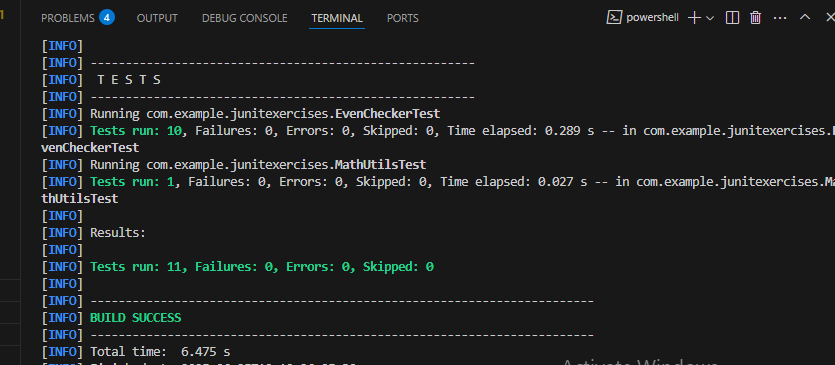 1
PROBLEMS 4 OUTPUT DEBUG CONSOLE TERMINAL PORTS powershell
[INFO]
[INFO] -------------------------------------------------------
[INFO]  T E S T S
[INFO] -------------------------------------------------------
[INFO] Running com.example.junitexercises.EvenCheckerTest
[INFO] Tests run: 10, Failures: 0, Errors: 0, Skipped: 0, Time elapsed: 0.289 s -- in com.example.junitexercises.E
venCheckerTest
[INFO] Running com.example.junitexercises.MathUtilsTest
[INFO] Tests run: 1, Failures: 0, Errors: 0, Skipped: 0, Time elapsed: 0.027 s -- in com.example.junitexercises.Ma
thUtilsTest
[INFO]
[INFO] Results:
[INFO]
[INFO] Tests run: 11, Failures: 0, Errors: 0, Skipped: 0
[INFO]
[INFO] ------------------------------------------------------------------------
[INFO] BUILD SUCCESS
[INFO] ------------------------------------------------------------------------
[INFO] Total time:  6.475 s
Activate Windows